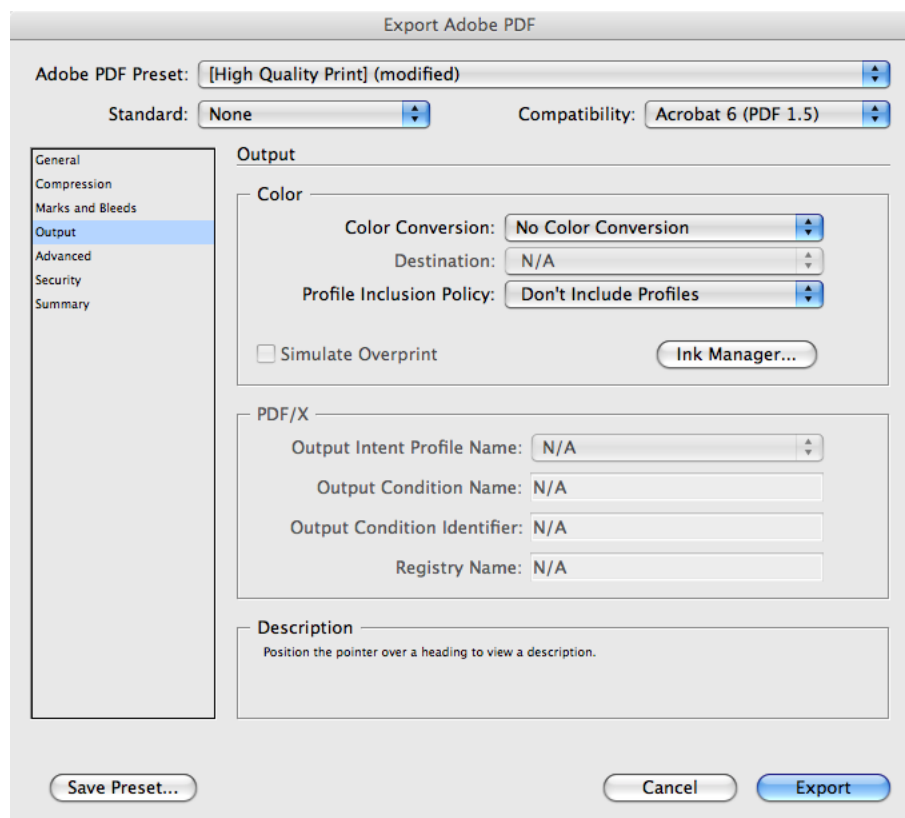 Export Adobe PDF
Adobe PDF Preset: [High Quality Print] (modified)
Standard: None Compatibility: Acrobat 6 (PDF 1.5)
General
Compression
Marks and Bleeds
Output
Advanced
Security
Summary
Output
Color
Color Conversion: No Color Conversion
Destination: N/A
Profile Inclusion Policy: Don't Include Profiles
Simulate Overprint Ink Manager...
PDF/X
Output Intent Profile Name: N/A
Output Condition Name: N/A
Output Condition Identifier: N/A
Registry Name: N/A
Description
Position the pointer over a heading to view a description.
Save Preset... Cancel Export